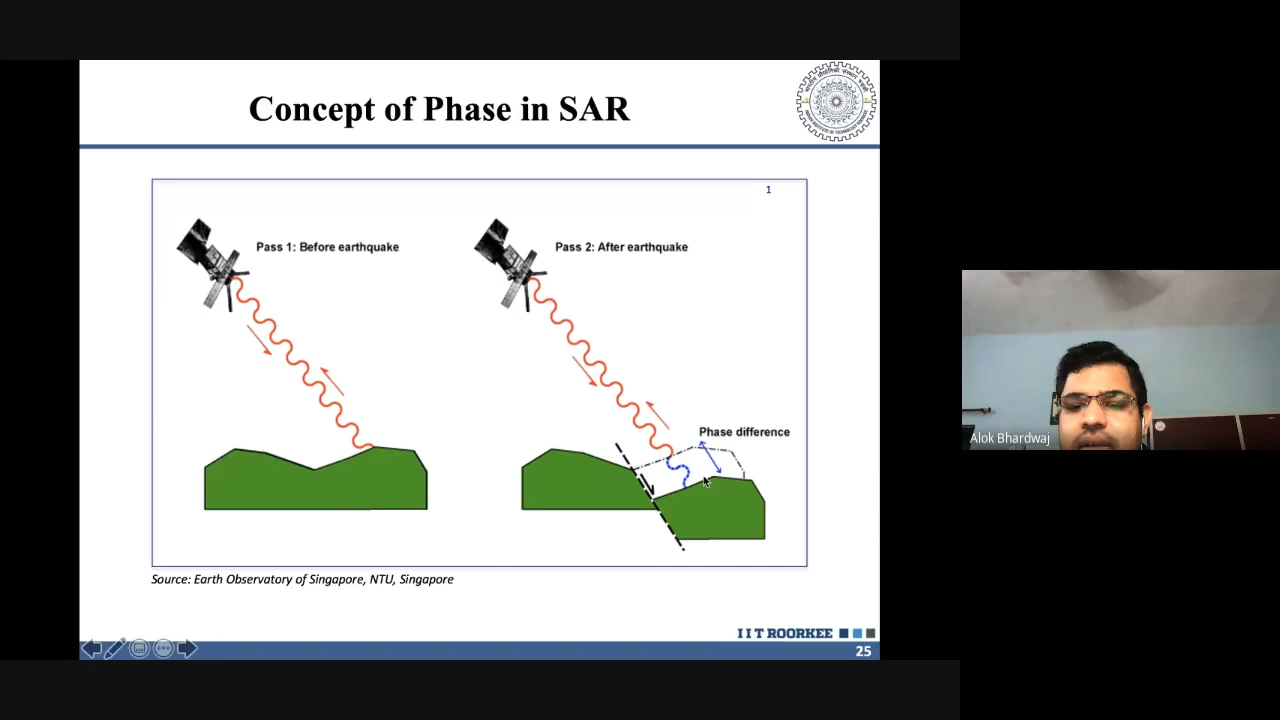 Concept of Phase in SAR
1
Pass 1: Before earthquake
Pass 2: After earthquake
Phase difference
Source: Earth Observatory of Singapore, NTU, Singapore
IIT ROORKEE
25
Alok Bhardwaj